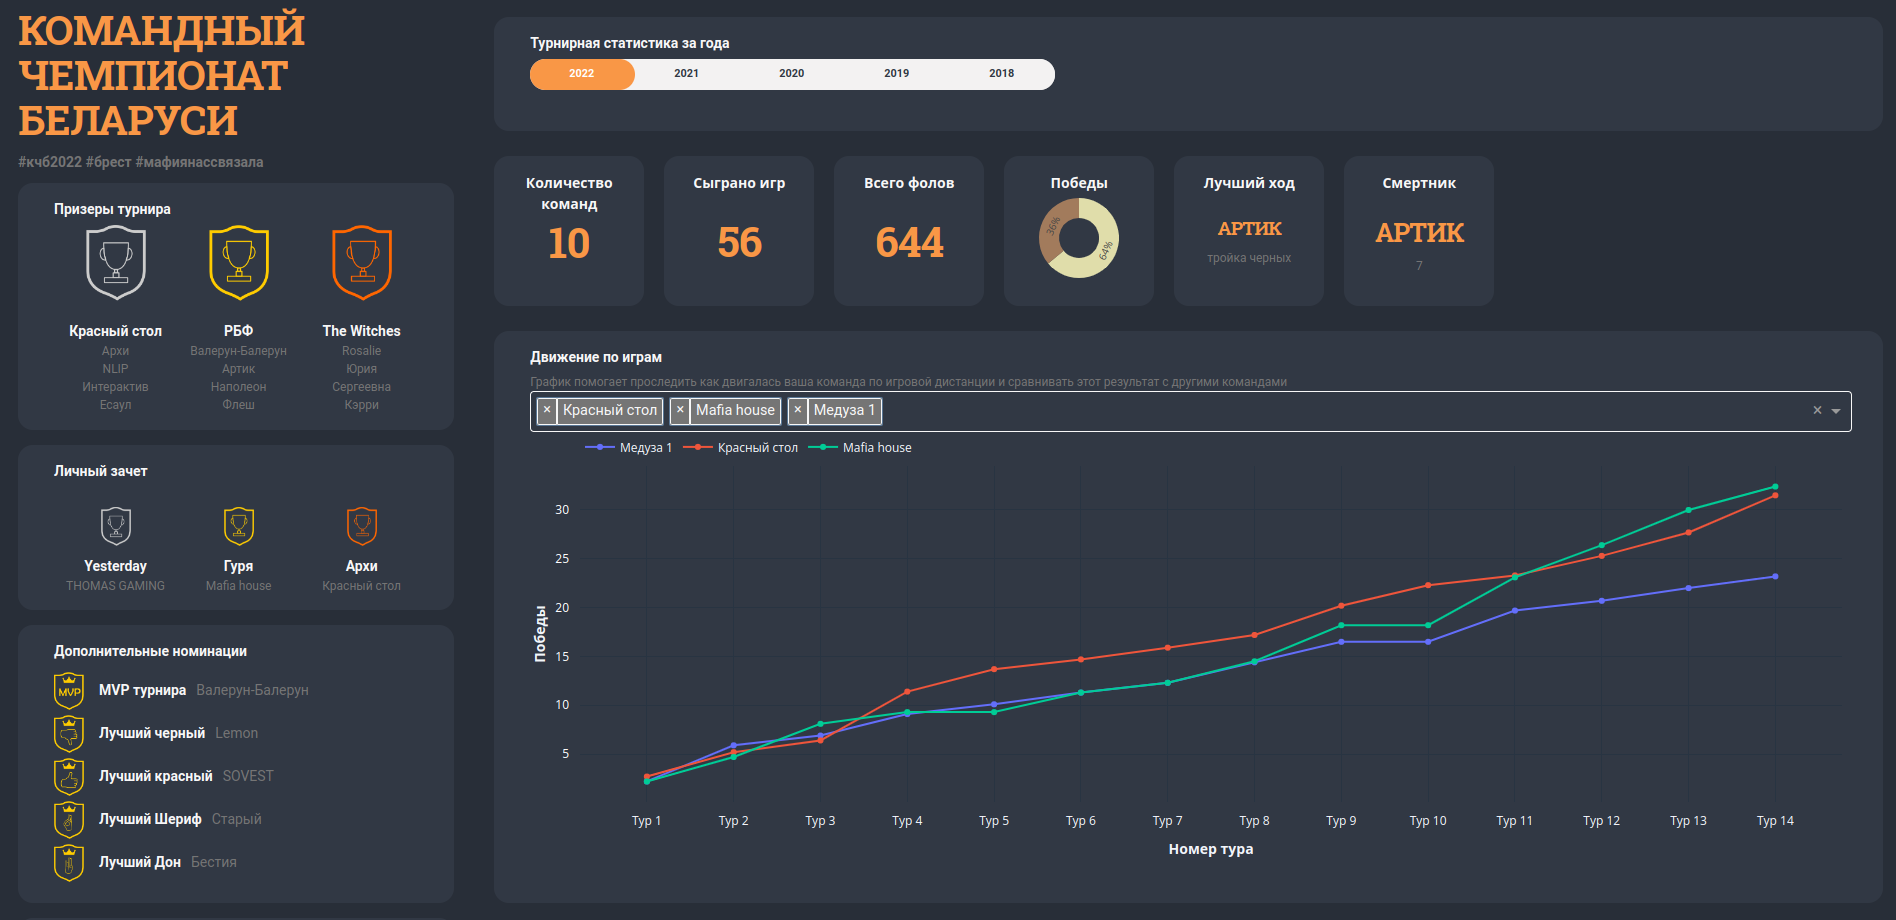 КОМАНДНЫЙ
ЧЕМПИОНАТ
БЕЛАРУСИ
#кчб2022 #брест #мафиянассвязала
Призеры турнира
Красный стол РБФ The Witches
Архи Валерун-Балерун Rosalie
NLIP Артик Юрия
Интерактив Наполеон Сергеевна
Есаул Флеш Кэрри
Личный зачет
Yesterday Гуря Архи
THOMAS GAMING Mafia house Красный стол
Дополнительные номинации
MVP MVP турнира Валерун-Балерун
Лучший черный Lemon
Лучший красный SOVEST
Лучший Шериф Старый
Лучший Дон Бестия
Турнирная статистика за года
2022 2021 2020 2019 2018
Количество
команд
10
Сыграно игр
56
Всего фолов
644
Победы
36%
64%
Лучший ход
АРТИК
тройка черных
Смертник
АРТИК
7
Движение по играм
График помогает проследить как двигалась ваша команда по игровой дистанции и сравнивать этот результат с другими командами
× Красный стол × Mafia house × Медуза 1 ×
Медуза 1 Красный стол Mafia house
30
25
20
15
10
5
Победы
Тур 1 Тур 2 Тур 3 Тур 4 Тур 5 Тур 6 Тур 7 Тур 8 Тур 9 Тур 10 Тур 11 Тур 12 Тур 13 Тур 14
Номер тура